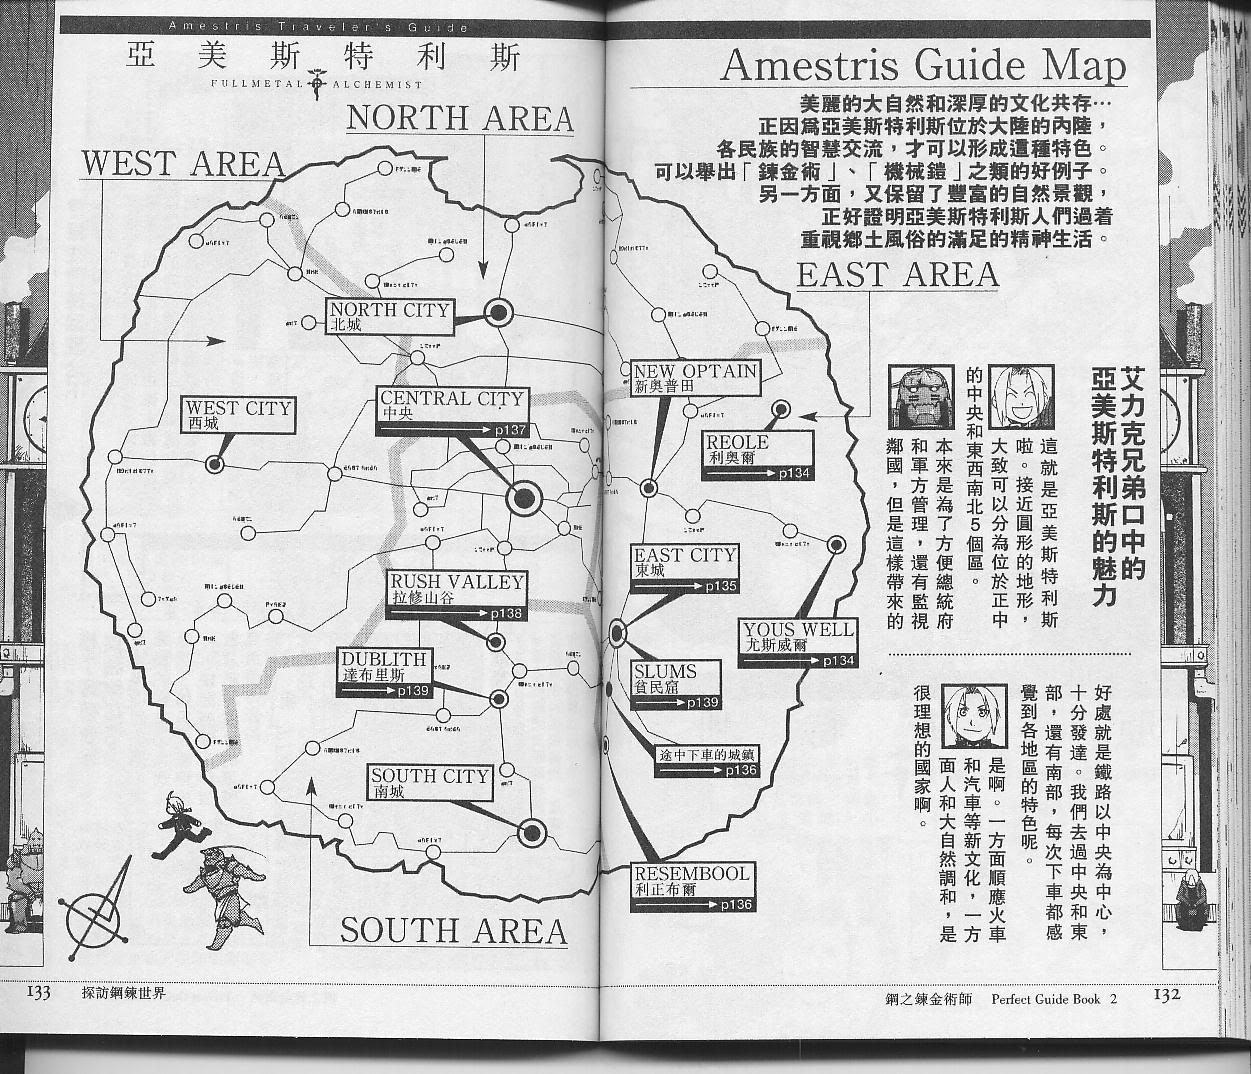 Amestris Traveler's Guide
亞美斯特利斯
FULLMETAL ALCHEMIST
Amestris Guide Map
美麗的大自然和深厚的文化共存…
正因為亞美斯特利斯位於大陸的內陸，
各民族的智慧交流，才可以形成這種特色。
可以舉出「鍊金術」、「機械鎧」之類的好例子。
另一方面，又保留了豐富的自然景觀，
正好證明亞美斯特利斯人們過着
重視鄉土風俗的滿足的精神生活。
NORTH AREA
WEST AREA
EAST AREA
SOUTH AREA
NORTH CITY
北城
WEST CITY
西城
CENTRAL CITY
中央
p137
NEW OPTAIN
新奧普田
REOLE
利奧爾
p134
EAST CITY
東城
p135
RUSH VALLEY
拉修山谷
p138
YOUS WELL
尤斯威爾
p134
DUBLITH
達布里斯
p139
SLUMS
貧民窟
p139
途中下車的城鎮
p136
SOUTH CITY
南城
RESEMBOOL
利正布爾
p136
艾力克兄弟口中的
亞美斯特利斯的魅力
這就是亞美斯特利斯
啦。接近圓形的地形，
大致可以分為位於正中
的中央和東西南北5個區。
本來是為了方便總統府
和軍方管理，還有監視
鄰國，但是這樣帶來的
好處就是鐵路以中央為中心，
十分發達。我們去過中央和東
部，還有南部，每次下車都感
覺到各地區的特色呢。
是啊。一方面順應火車
和汽車等新文化，一方
面人和大自然調和，是
很理想的國家啊。
133 探訪鋼鍊世界
鋼之鍊金術師 Perfect Guide Book 2 132